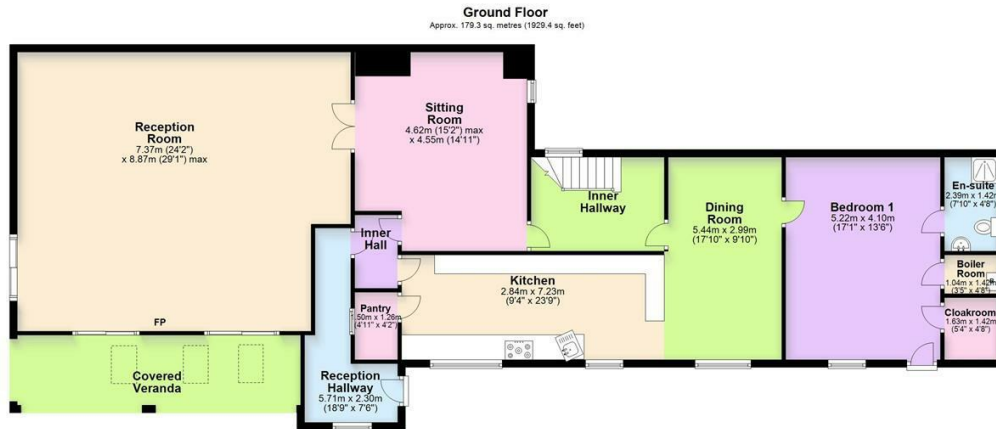 Ground Floor
Approx. 179.3 sq. metres (1929.4 sq. feet)
Reception
Room
7.37m (24'2")
x 8.87m (29'1") max
Sitting
Room
4.62m (15'2") max
x 4.55m (14'11")
Inner
Hallway
Dining
Room
5.44m x 2.99m
(17'10" x 9'10")
Bedroom 1
5.22m x 4.10m
(17'1" x 13'6")
En-suite
2.39m x 1.42m
(7'10" x 4'8")
Inner
Hall
Kitchen
2.84m x 7.23m
(9'4" x 23'9")
Boiler
Room
1.04m x 1.42m
(3'5" x 4'8")
Pantry
1.50m x 1.26m
(4'11" x 4'2")
Cloakroom
1.63m x 1.42m
(5'4" x 4'8")
FP
Covered
Veranda
Reception
Hallway
5.71m x 2.30m
(18'9" x 7'6")